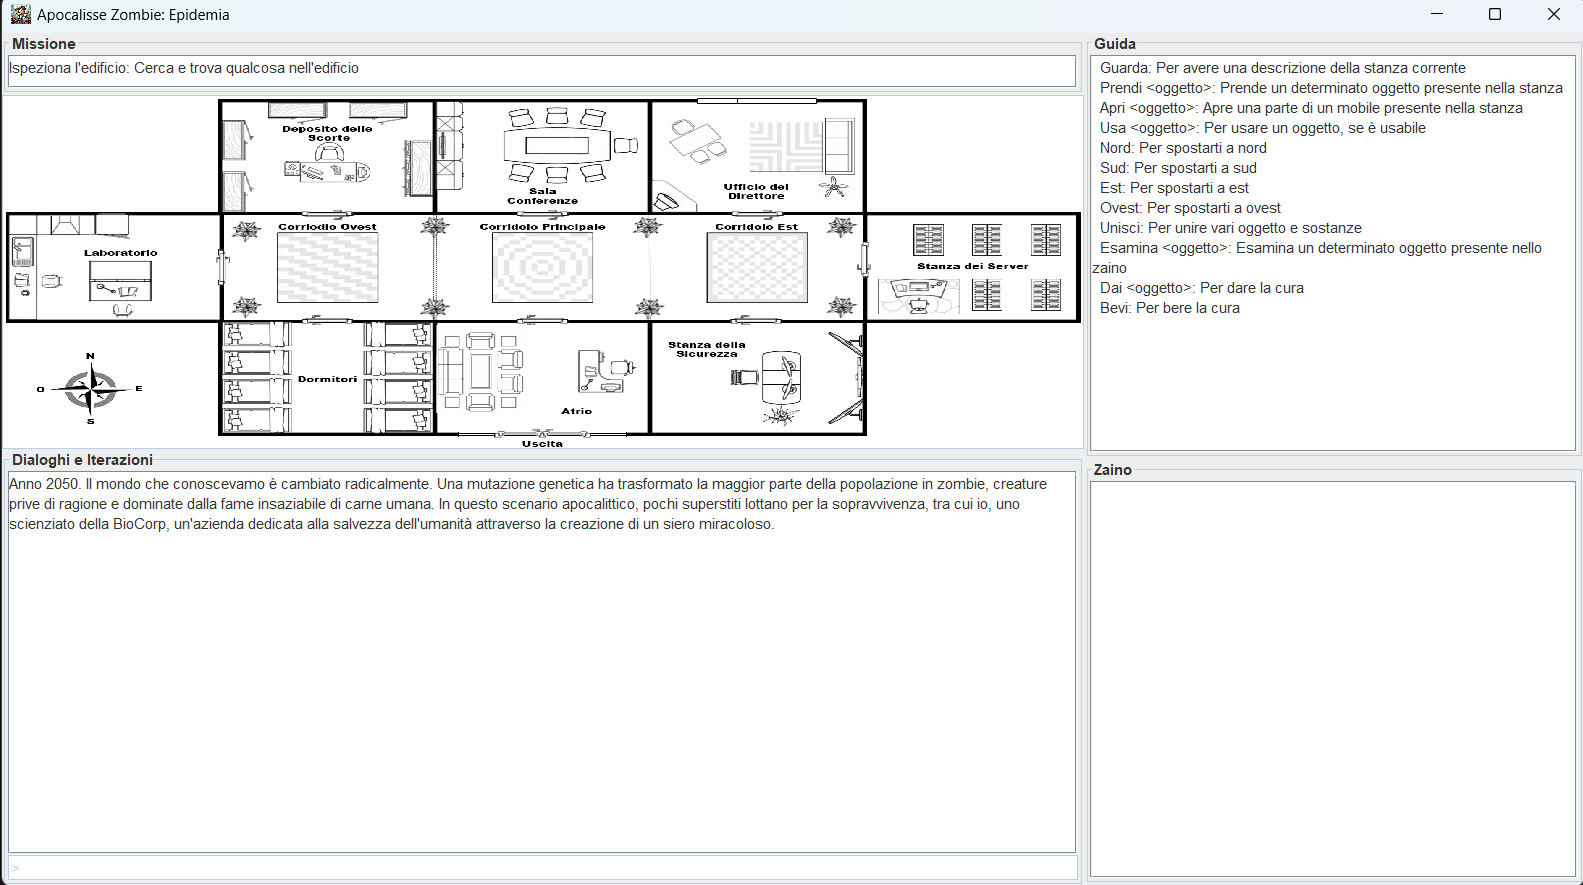 Apocalisse Zombie: Epidemia
Missione
Ispeziona l'edificio: Cerca e trova qualcosa nell'edificio
Deposito delle
Scorte
Sala
Conferenze
Ufficio del
Direttore
Laboratorio
Corriodio Ovest
Corridoio Principale
Corridoio Est
Stanza dei Server
Dormitori
Atrio
Stanza della
Sicurezza
Uscita
N
O
E
S
Guida
Guarda: Per avere una descrizione della stanza corrente
Prendi <oggetto>: Prende un determinato oggetto presente nella stanza
Apri <oggetto>: Apre una parte di un mobile presente nella stanza
Usa <oggetto>: Per usare un oggetto, se è usabile
Nord: Per spostarti a nord
Sud: Per spostarti a sud
Est: Per spostarti a est
Ovest: Per spostarti a ovest
Unisci: Per unire vari oggetto e sostanze
Esamina <oggetto>: Esamina un determinato oggetto presente nello
zaino
Dai <oggetto>: Per dare la cura
Bevi: Per bere la cura
Dialoghi e Iterazioni
Anno 2050. Il mondo che conoscevamo è cambiato radicalmente. Una mutazione genetica ha trasformato la maggior parte della popolazione in zombie, creature
prive di ragione e dominate dalla fame insaziabile di carne umana. In questo scenario apocalittico, pochi superstiti lottano per la sopravvivenza, tra cui io, uno
scienziato della BioCorp, un'azienda dedicata alla salvezza dell'umanità attraverso la creazione di un siero miracoloso.
>
Zaino